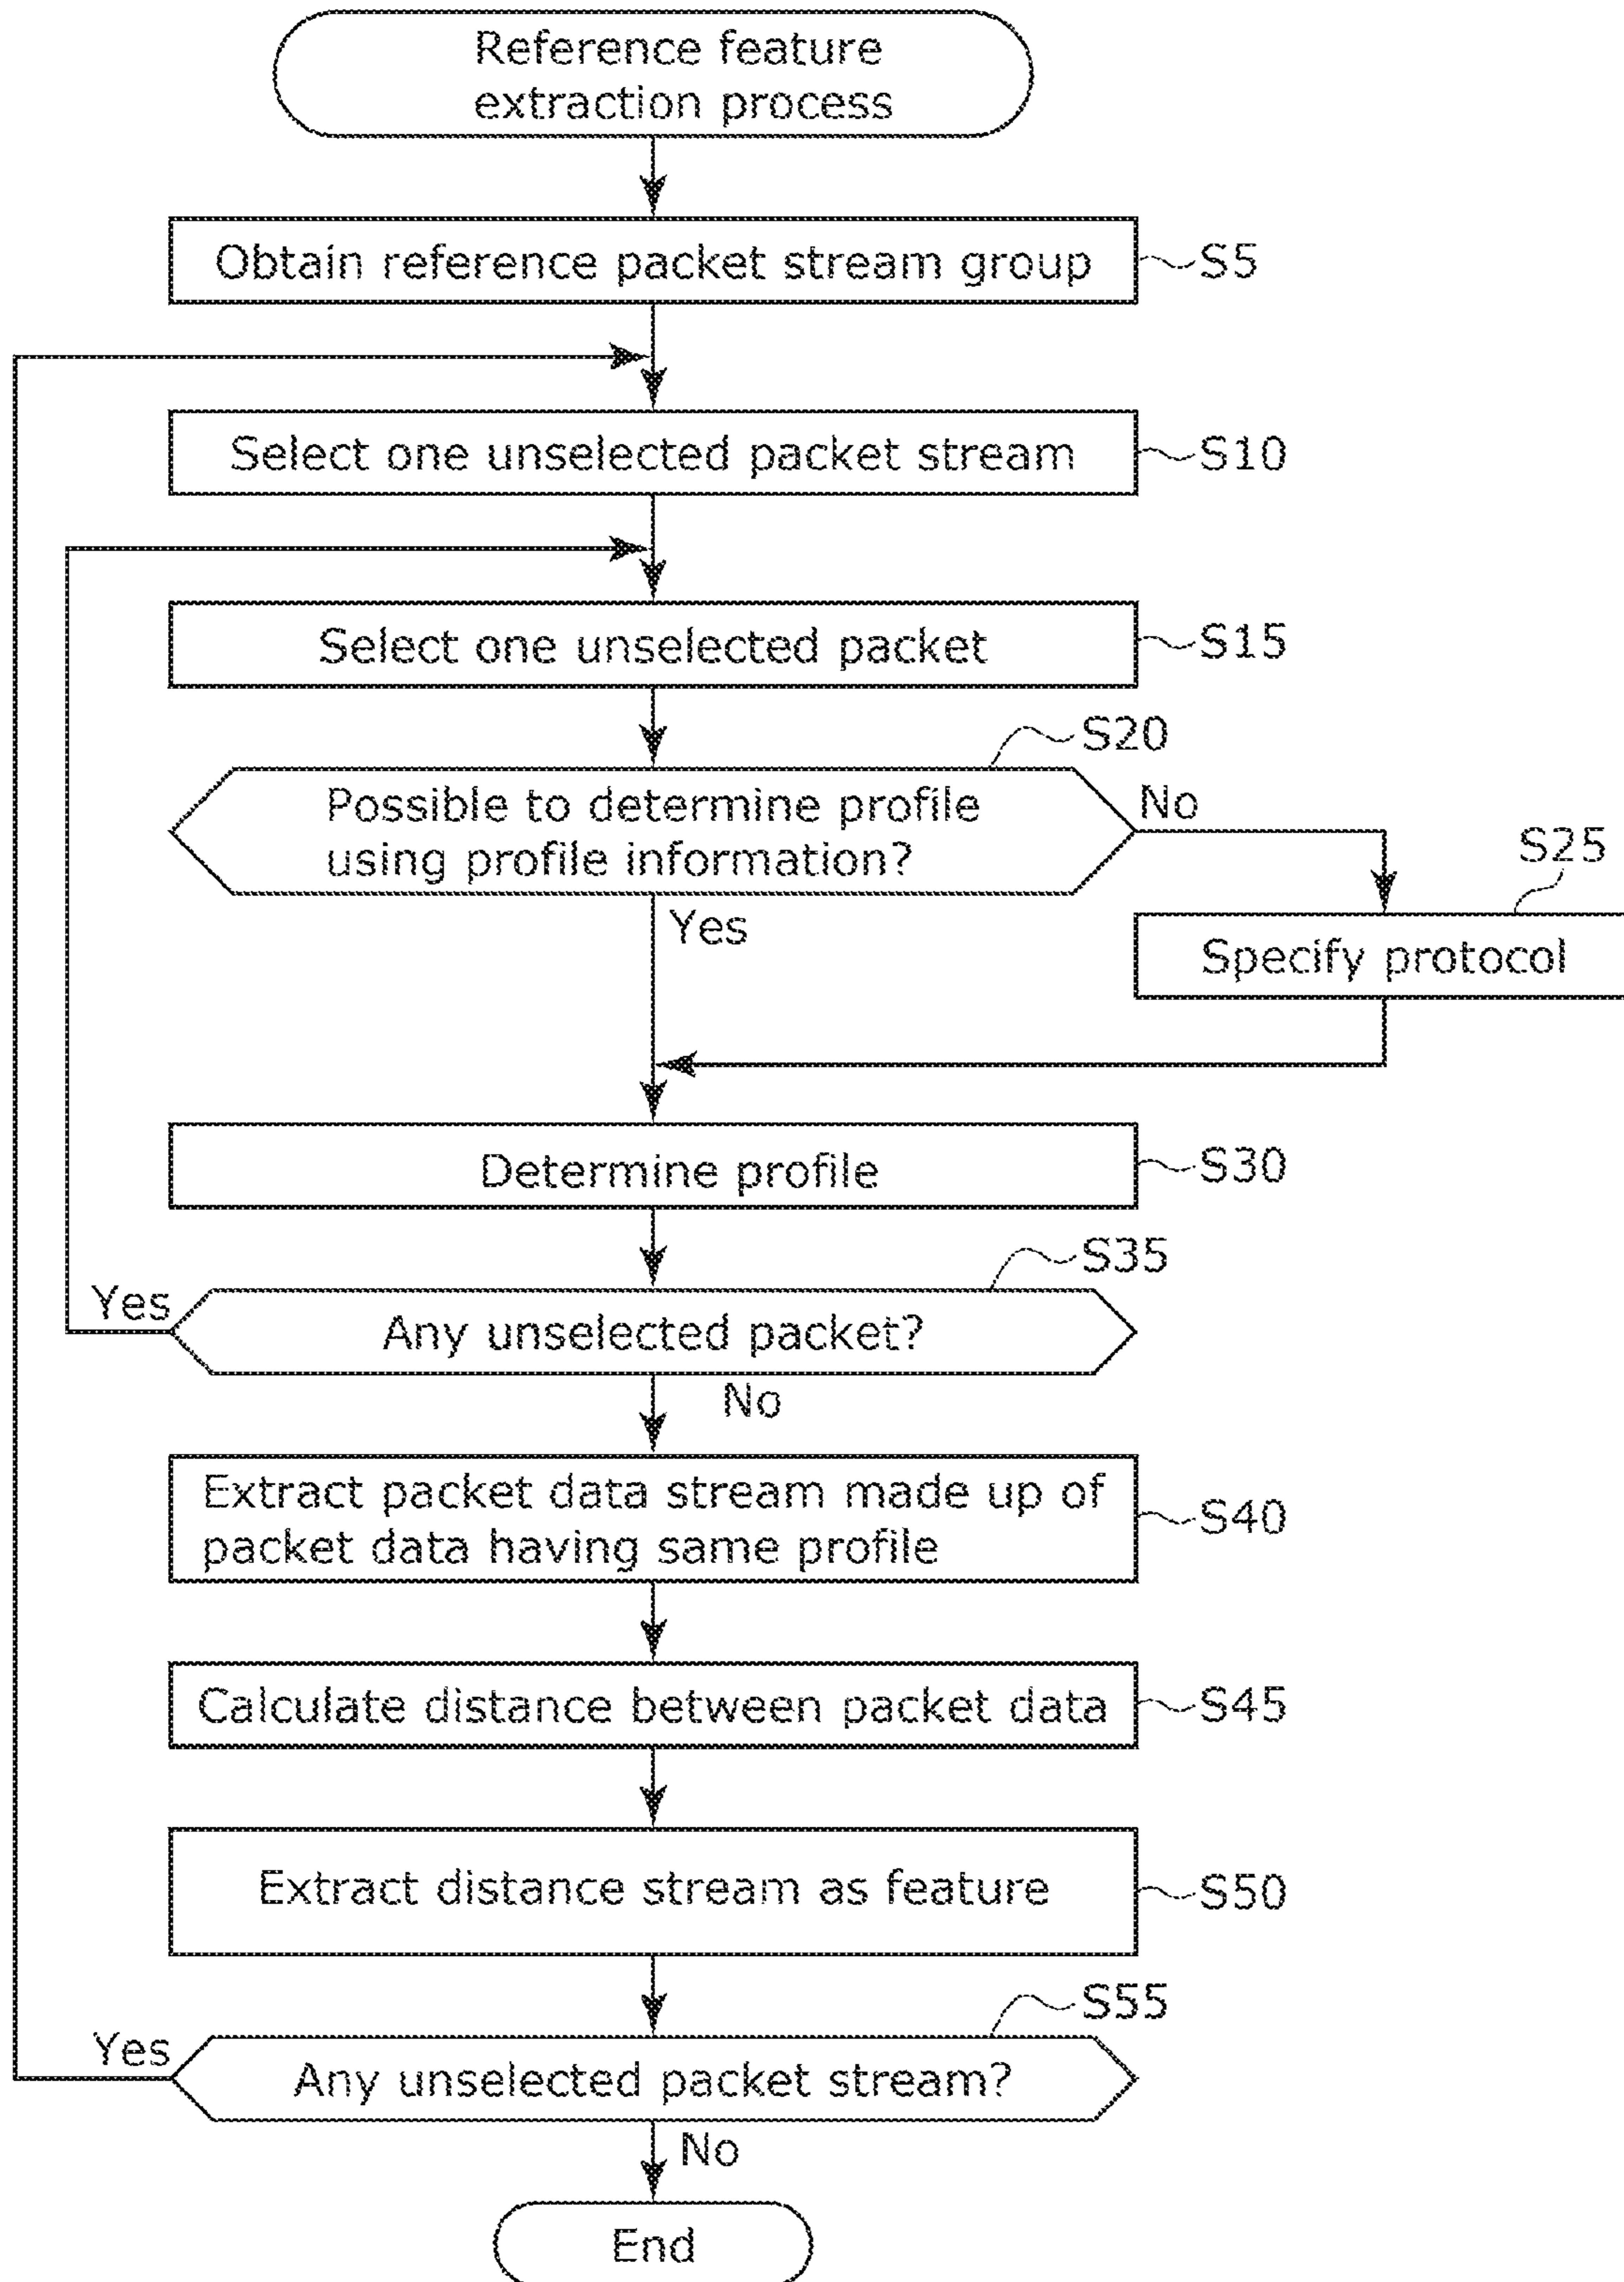 Reference feature
extraction process
Obtain reference packet stream group
S5
Select one unselected packet stream
S10
Select one unselected packet
S15
S20
Possible to determine profile
using profile information?
No
S25
Yes
Specify protocol
Determine profile
S30
S35
Yes
Any unselected packet?
No
Extract packet data stream made up of
packet data having same profile
S40
Calculate distance between packet data
S45
Extract distance stream as feature
S50
S55
Yes
Any unselected packet stream?
No
End